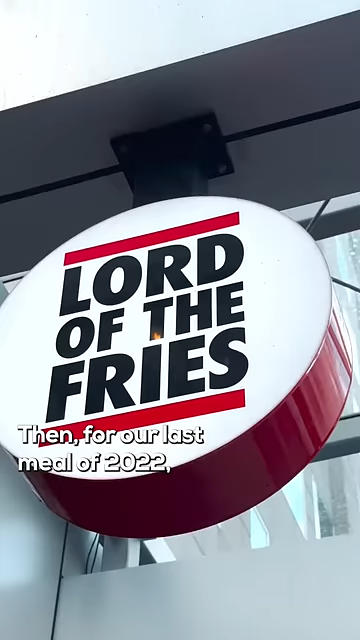 LORD
OF THE
FRIES
Then, for our last
meal of 2022,